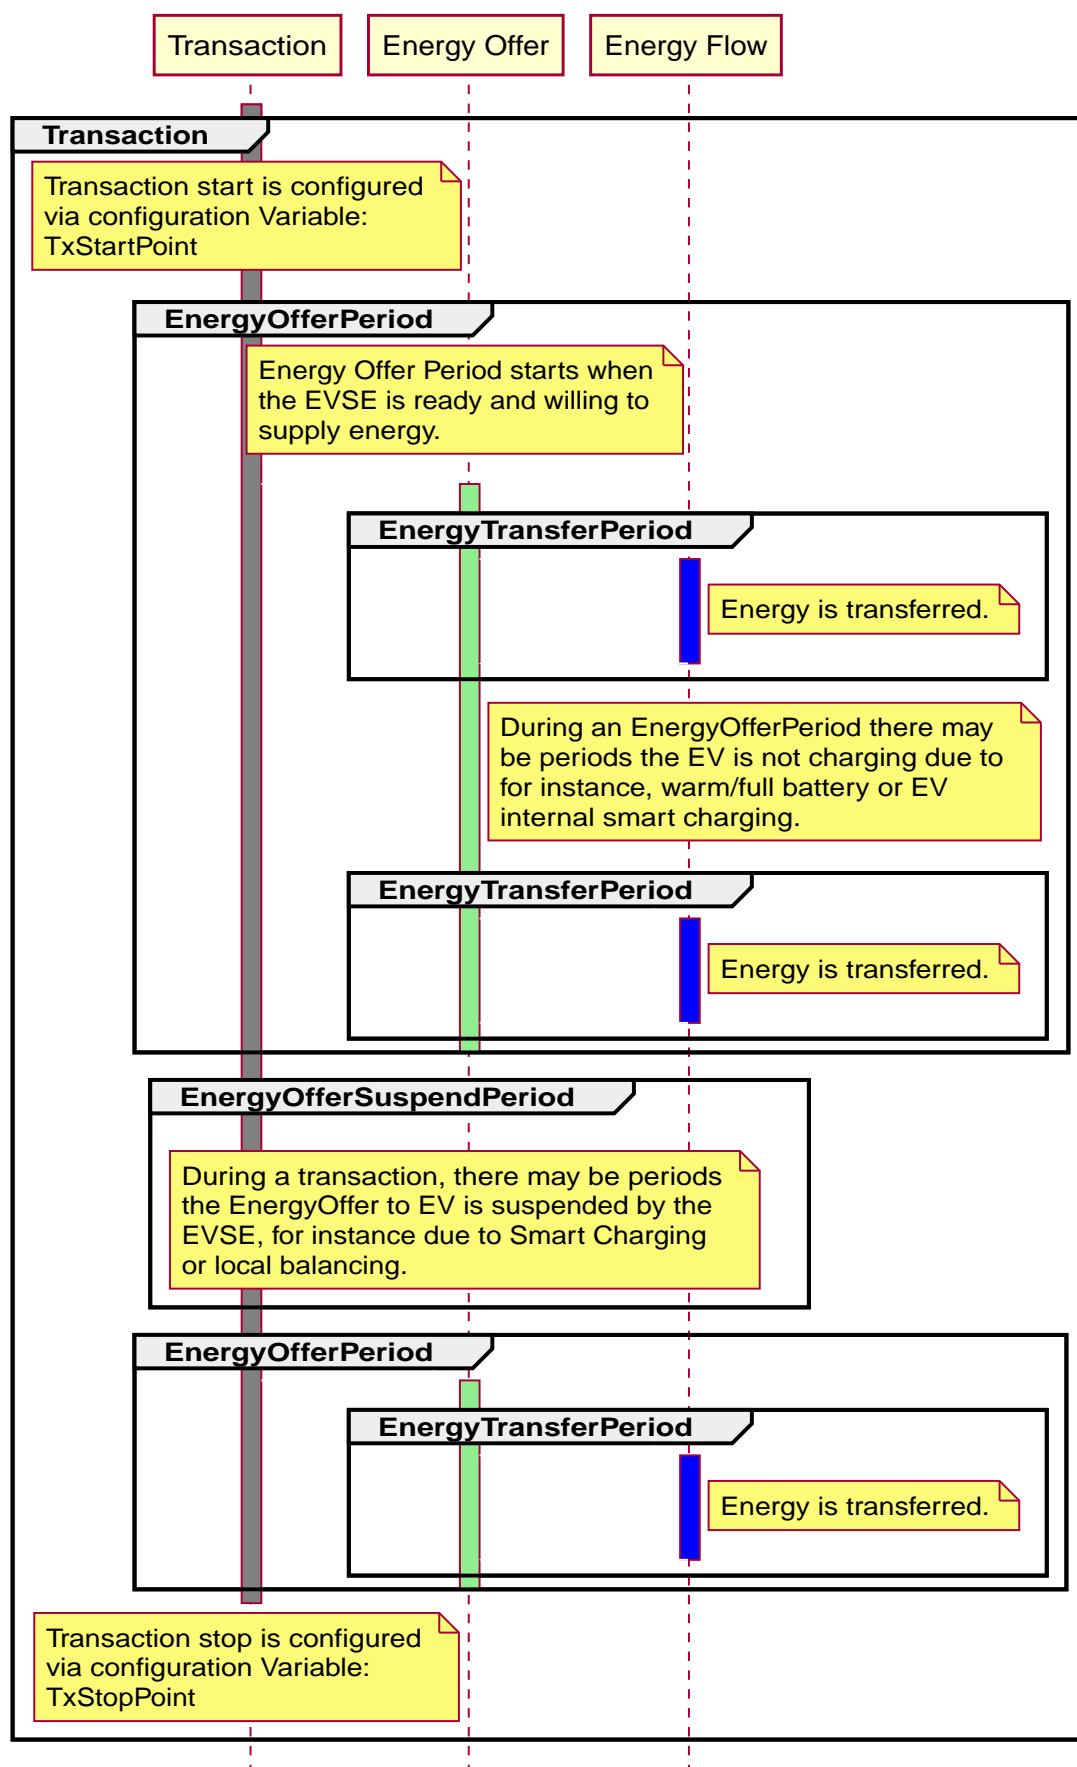 Transaction
Energy Offer
Energy Flow
Transaction
Transaction start is configured
via configuration Variable:
TxStartPoint
EnergyOfferPeriod
Energy Offer Period starts when
the EVSE is ready and willing to
supply energy.
EnergyTransferPeriod
Energy is transferred.
During an EnergyOfferPeriod there may
be periods the EV is not charging due to
for instance, warm/full battery or EV
internal smart charging.
EnergyTransferPeriod
Energy is transferred.
EnergyOfferSuspendPeriod
During a transaction, there may be periods
the EnergyOffer to EV is suspended by the
EVSE, for instance due to Smart Charging
or local balancing.
EnergyOfferPeriod
EnergyTransferPeriod
Energy is transferred.
Transaction stop is configured
via configuration Variable:
TxStopPoint